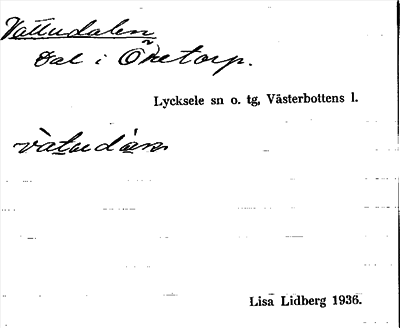 Vattudalen
dal i Öretorp.
Lycksele sn o. tg, Västerbottens l.
vàtudàn
Lisa Lidberg 1936.